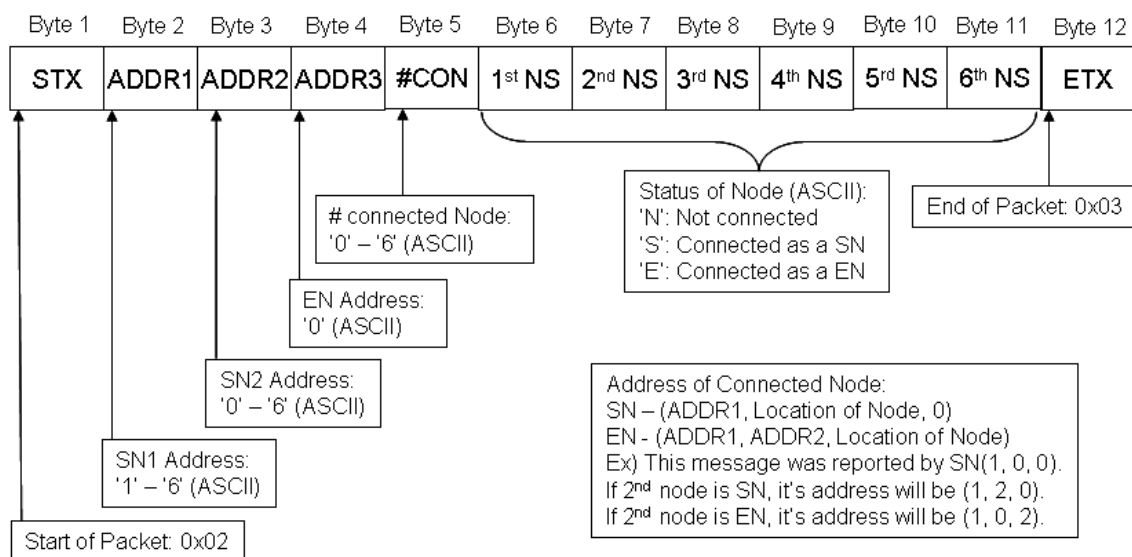 Byte 1 Byte 2 Byte 3 Byte 4 Byte 5 Byte 6 Byte 7 Byte 8 Byte 9 Byte 10 Byte 11 Byte 12
STX ADDR1 ADDR2 ADDR3 #CON 1st NS 2nd NS 3rd NS 4th NS 5rd NS 6th NS ETX
Status of Node (ASCII):
'N': Not connected
'S': Connected as a SN
'E': Connected as a EN
End of Packet: 0x03
# connected Node:
'0' – '6' (ASCII)
EN Address:
'0' (ASCII)
SN2 Address:
'0' – '6' (ASCII)
SN1 Address:
'1' – '6' (ASCII)
Start of Packet: 0x02
Address of Connected Node:
SN – (ADDR1, Location of Node, 0)
EN - (ADDR1, ADDR2, Location of Node)
Ex) This message was reported by SN(1, 0, 0).
If 2nd node is SN, it's address will be (1, 2, 0).
If 2nd node is EN, it's address will be (1, 0, 2).